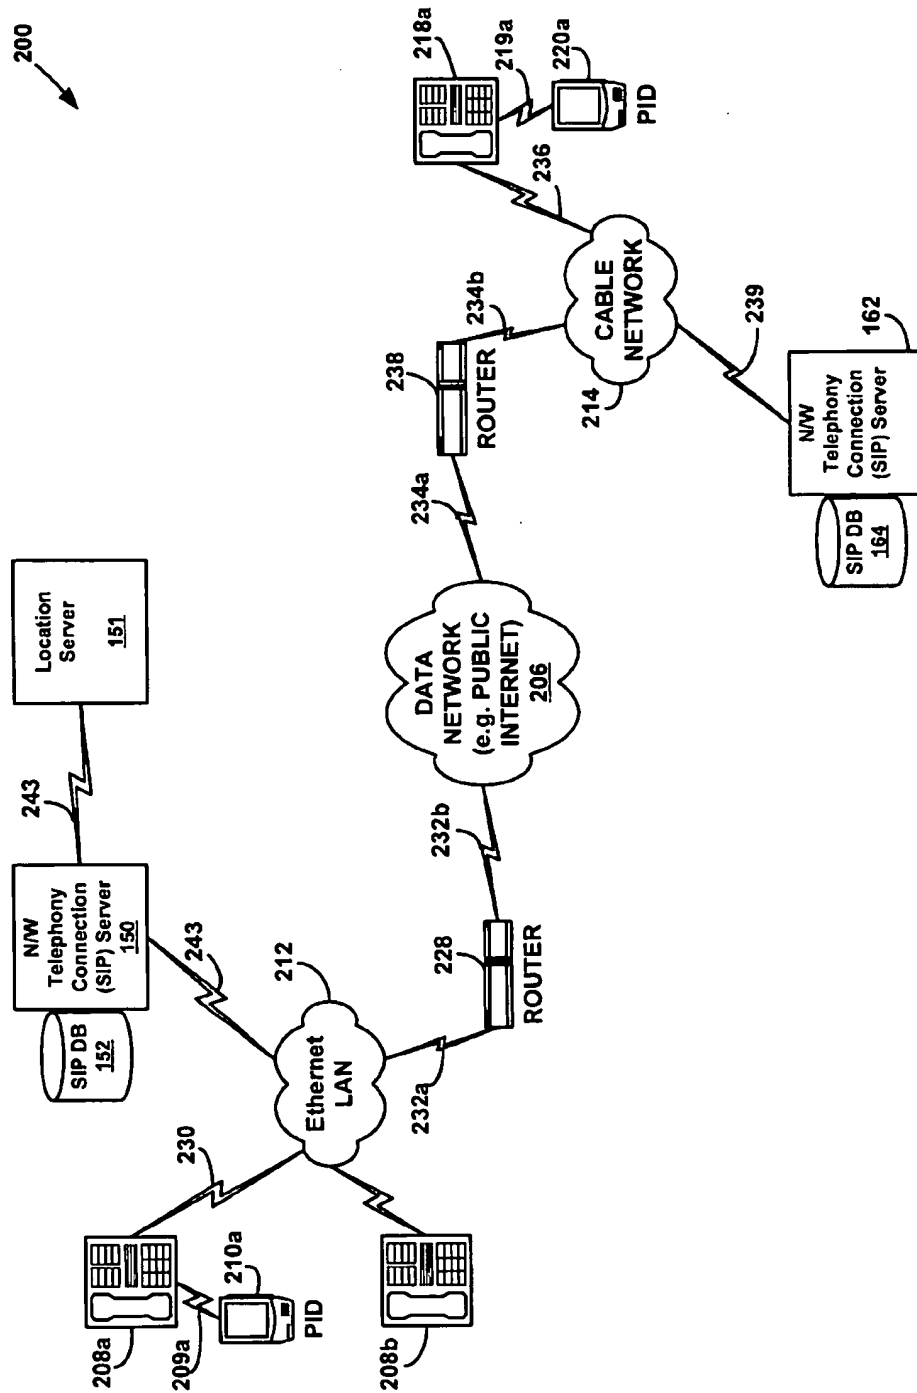 200
208a
209a
210a
PID
208b
230
SIP DB
152
N/W
Telephony
Connection
(SIP) Server
150
243
243
Location
Server
151
212
Ethernet
LAN
232a
228
ROUTER
232b
DATA
NETWORK
(e.g. PUBLIC
INTERNET)
206
234a
238
ROUTER
234b
CABLE
NETWORK
214
236
218a
219a
220a
PID
239
162
N/W
Telephony
Connection
(SIP) Server
SIP DB
164